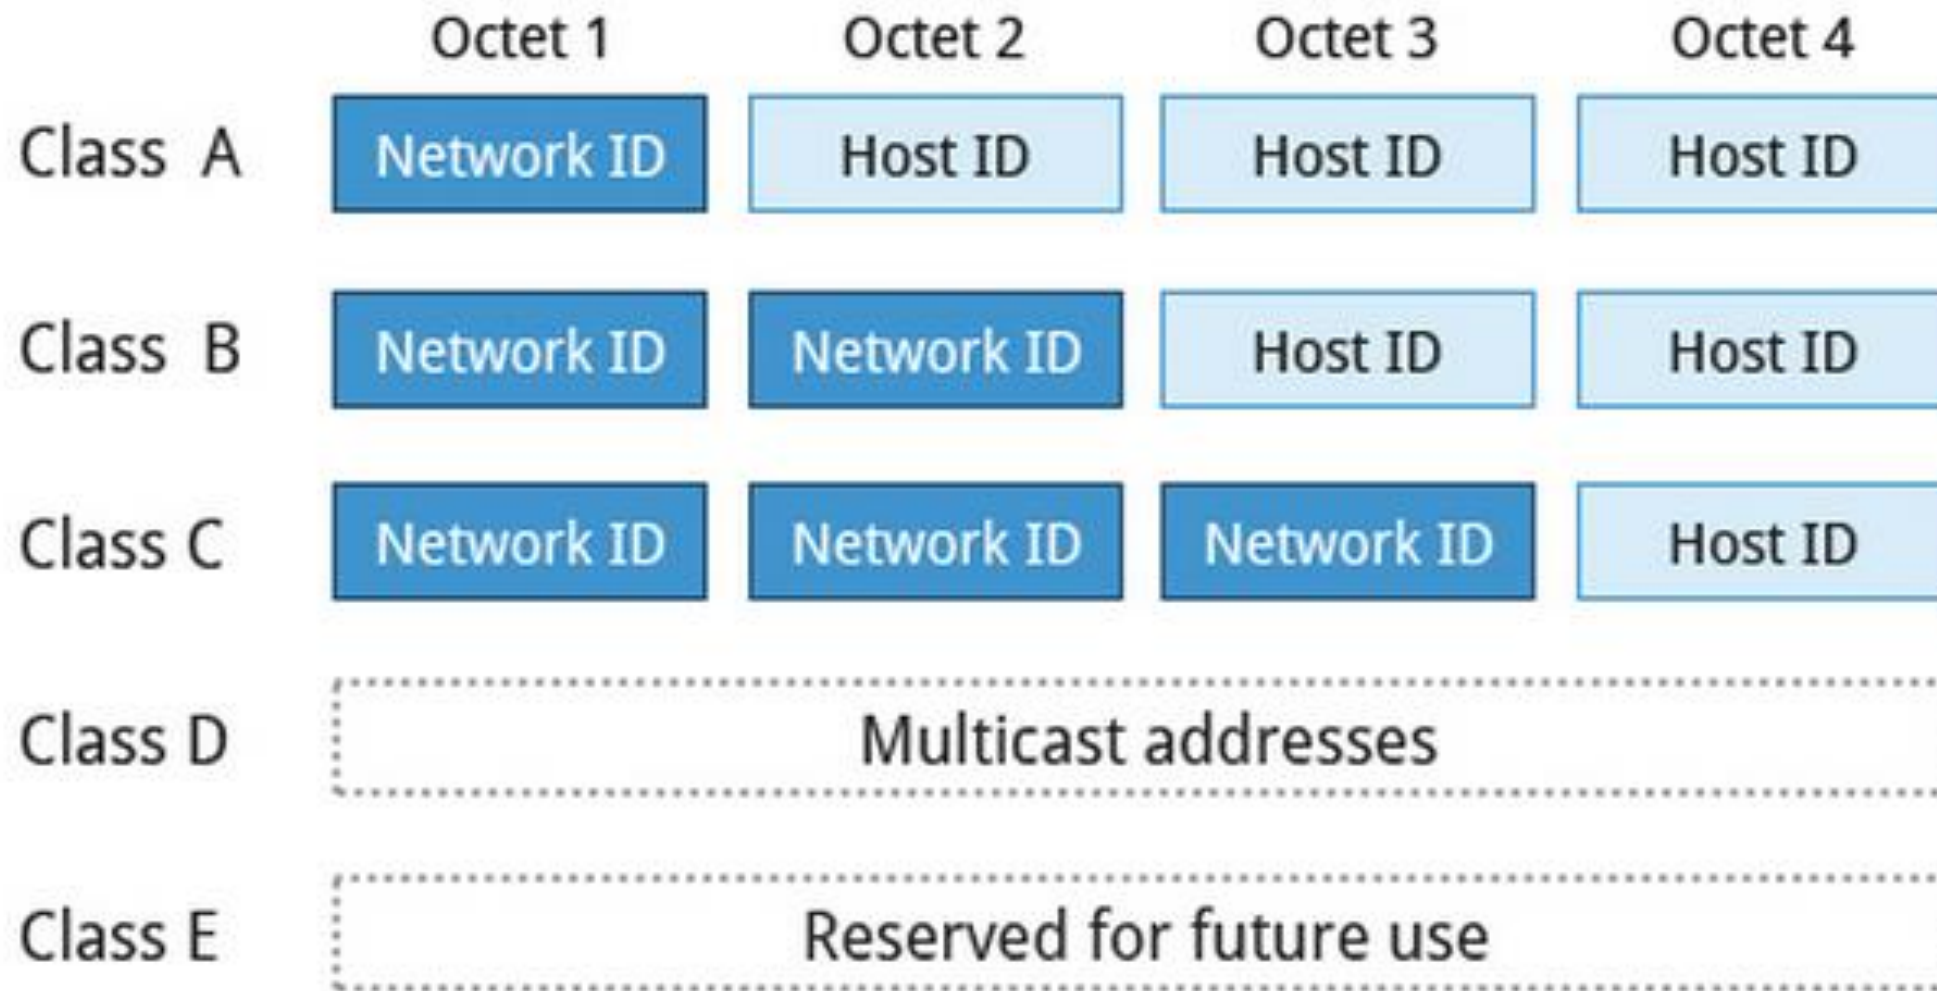 Octet 1 Octet 2 Octet 3 Octet 4
Class A Network ID Host ID Host ID Host ID
Class B Network ID Network ID Host ID Host ID
Class C Network ID Network ID Network ID Host ID
Class D Multicast addresses
Class E Reserved for future use